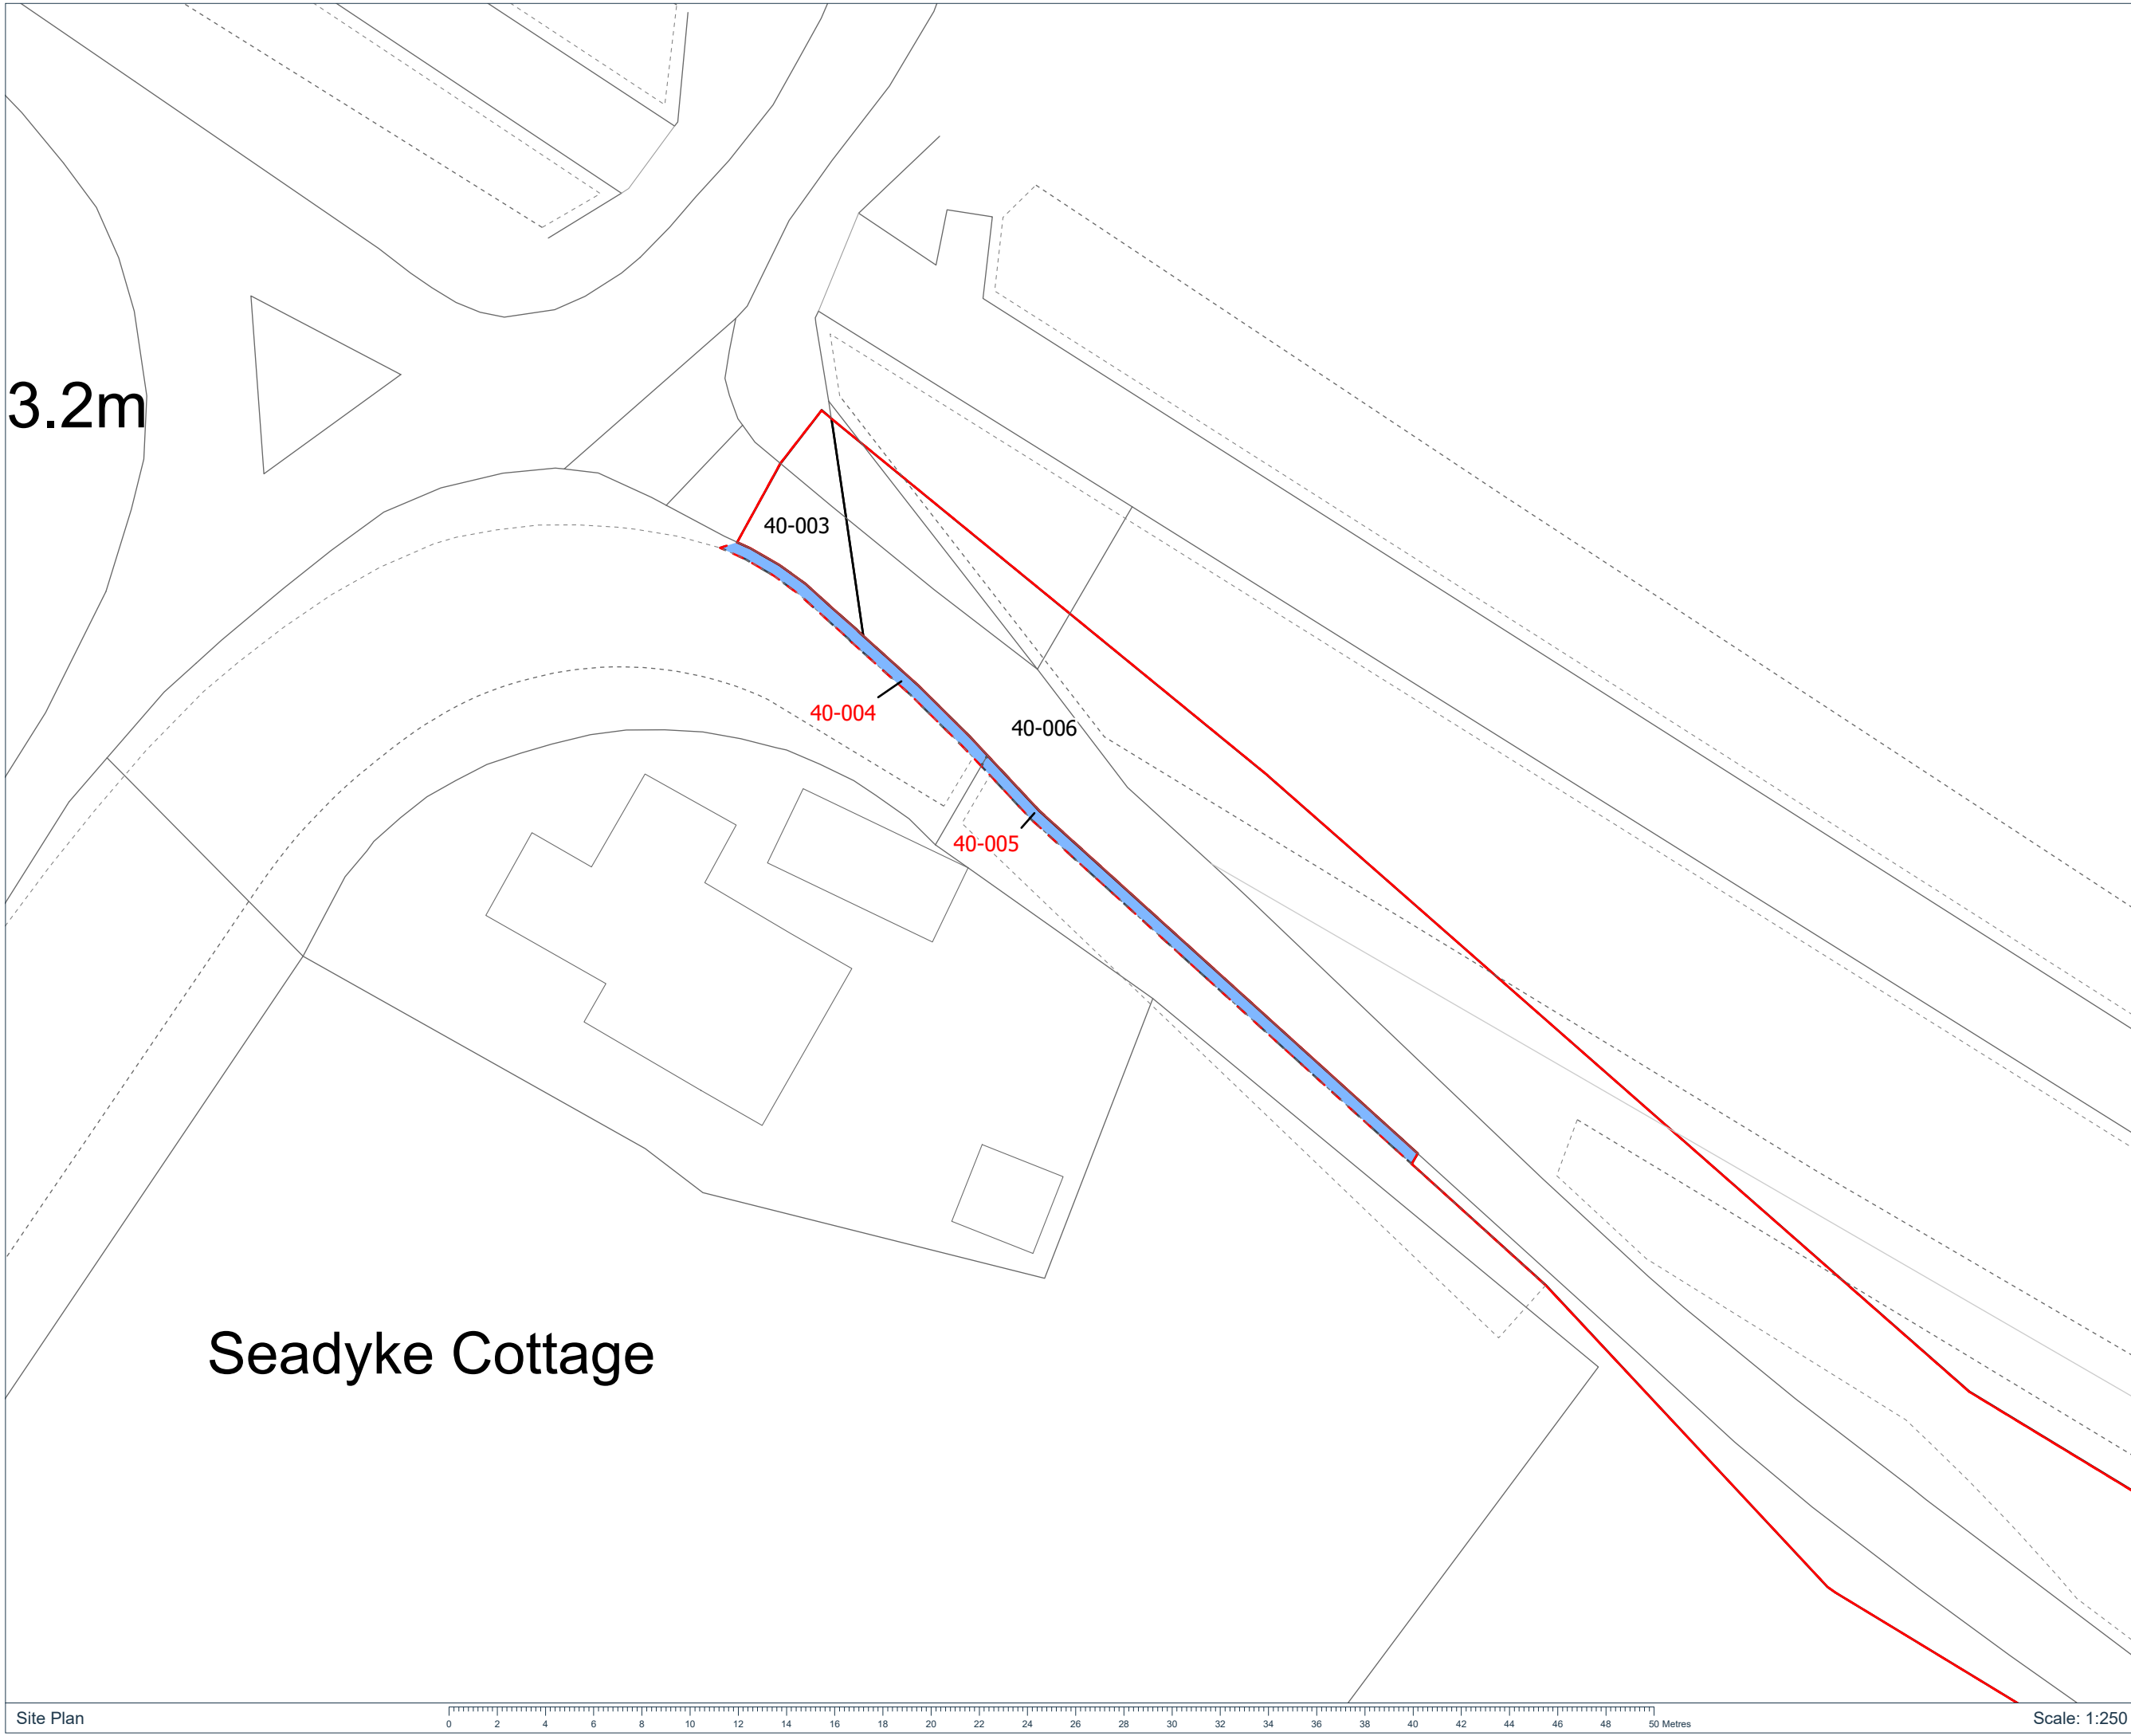 3.2m
40-003
40-004
40-006
40-005
Seadyke Cottage
Site Plan
0 2 4 6 8 10 12 14 16 18 20 22 24 26 28 30 32 34 36 38 40 42 44 46 48 50 Metres
Scale: 1:250